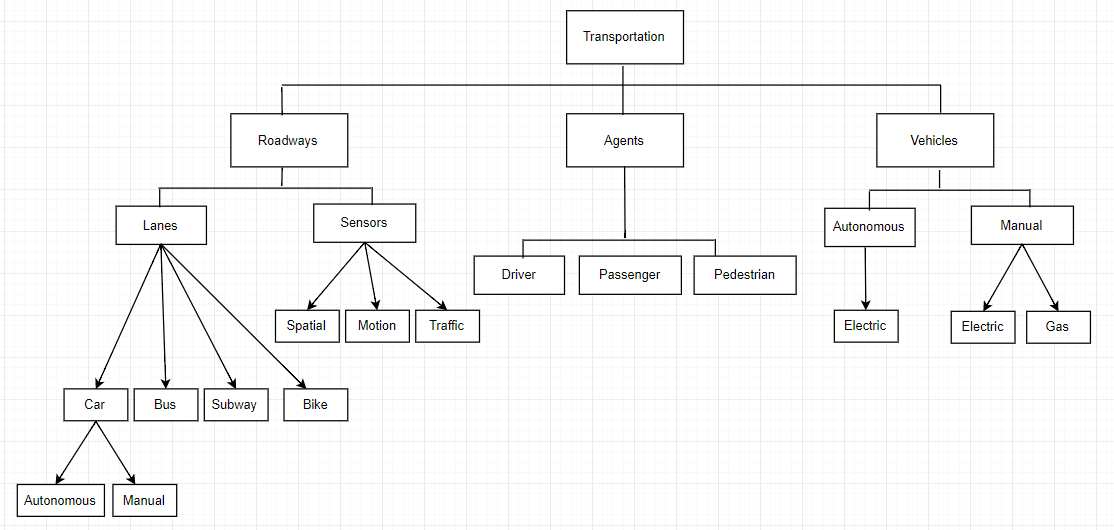 Transportation
Roadways
Agents
Vehicles
Lanes
Sensors
Autonomous
Manual
Driver
Passenger
Pedestrian
Spatial
Motion
Traffic
Electric
Electric
Gas
Car
Bus
Subway
Bike
Autonomous
Manual